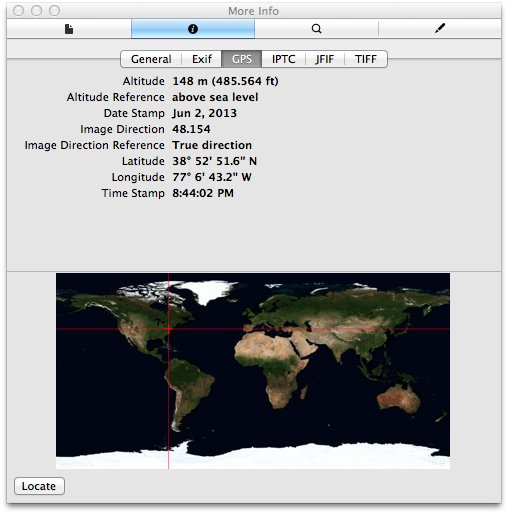 More Info
General Exif GPS IPTC JFIF TIFF
Altitude 148 m (485.564 ft)
Altitude Reference above sea level
Date Stamp Jun 2, 2013
Image Direction 48.154
Image Direction Reference True direction
Latitude 38° 52' 51.6" N
Longitude 77° 6' 43.2" W
Time Stamp 8:44:02 PM
Locate